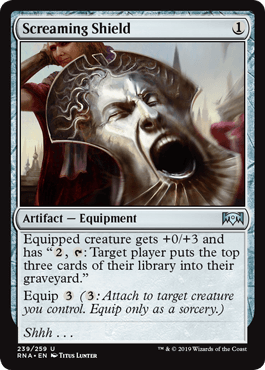 Screaming Shield 1
Artifact — Equipment
Equipped creature gets +0/+3 and
has “2, T: Target player puts the top
three cards of their library into their
graveyard.”
Equip 3 (3: Attach to target creature
you control. Equip only as a sorcery.)
Shhh . . .
239/259 U
RNA • EN Titus Lunter
™ & © 2019 Wizards of the Coast